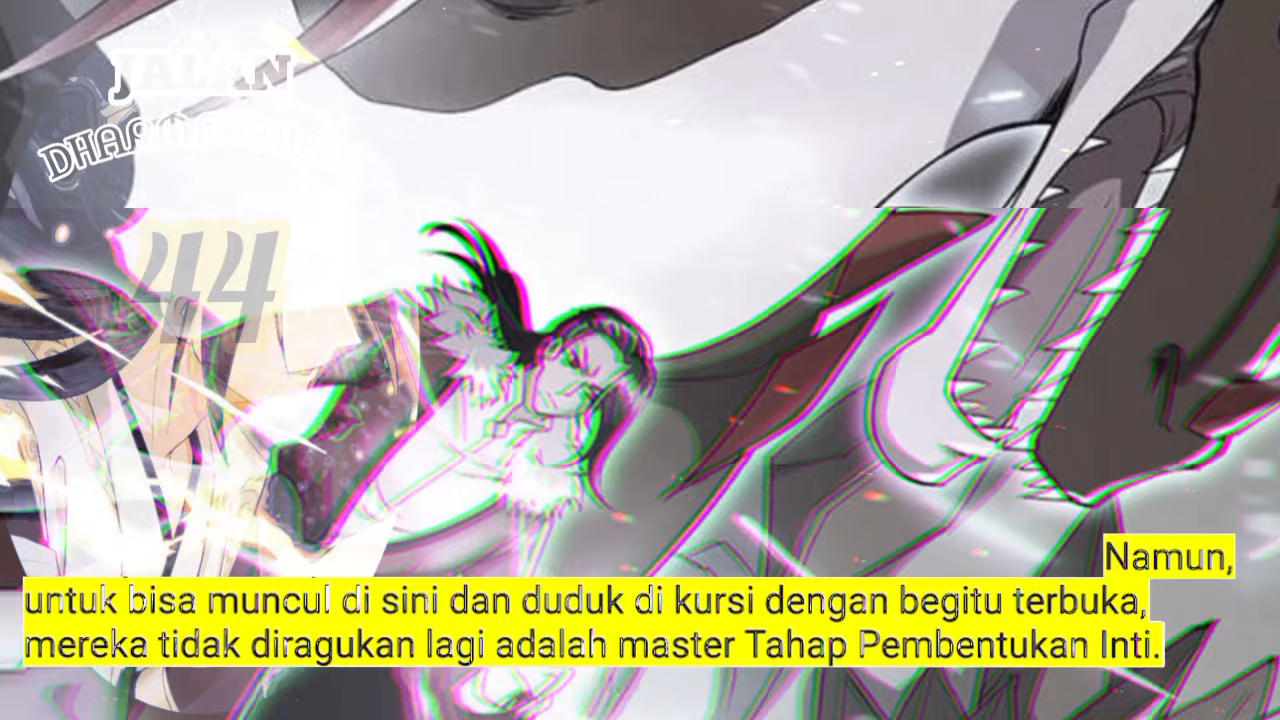 JALAN
44
Namun,
untuk bisa muncul di sini dan duduk di kursi dengan begitu terbuka,
mereka tidak diragukan lagi adalah master Tahap Pembentukan Inti.